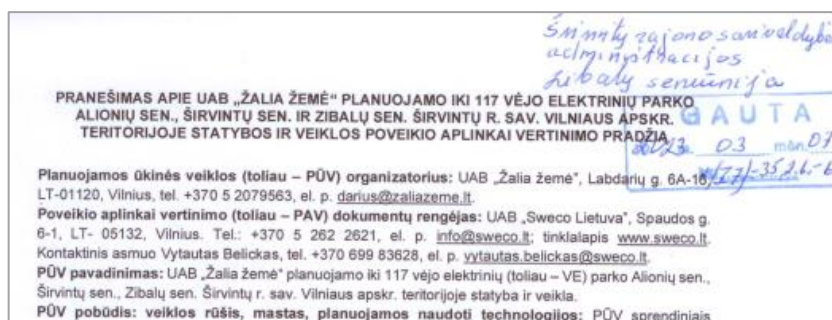 Širvintų rajono savivaldybės
administracijos
Zibalų seniūnija
GAUTA
2023 03 mėn. 07
PRANEŠIMAS APIE UAB „ŽALIA ŽEMĖ“ PLANUOJAMO IKI 117 VĖJO ELEKTRINIŲ PARKO
ALIONIŲ SEN., ŠIRVINTŲ SEN. IR ZIBALŲ SEN. ŠIRVINTŲ R. SAV. VILNIAUS APSKR.
TERITORIJOJE STATYBOS IR VEIKLOS POVEIKIO APLINKAI VERTINIMO PRADŽIĄ
Planuojamos ūkinės veiklos (toliau – PŪV) organizatorius: UAB „Žalia žemė“, Labdarių g. 6A-16,
LT-01120, Vilnius, tel. +370 5 2079563, el. p. darius@zaliazeme.lt.
Poveikio aplinkai vertinimo (toliau – PAV) dokumentų rengėjas: UAB „Sweco Lietuva“, Spaudos g.
6-1, LT- 05132, Vilnius. Tel.: +370 5 262 2621, el. p. info@sweco.lt; tinklalapis www.sweco.lt.
Kontaktinis asmuo Vytautas Belickas, tel. +370 699 83628, el. p. vytautas.belickas@sweco.lt.
PŪV pavadinimas: UAB „Žalia žemė“ planuojamo iki 117 vėjo elektrinių (toliau – VE) parko Alionių sen.,
Širvintų sen., Zibalų sen. Širvintų r. sav. Vilniaus apskr. teritorijoje statyba ir veikla.
PŪV pobūdis: veiklos rūšis, mastas, planuojamos naudoti technologijos: PŪV sprendiniais